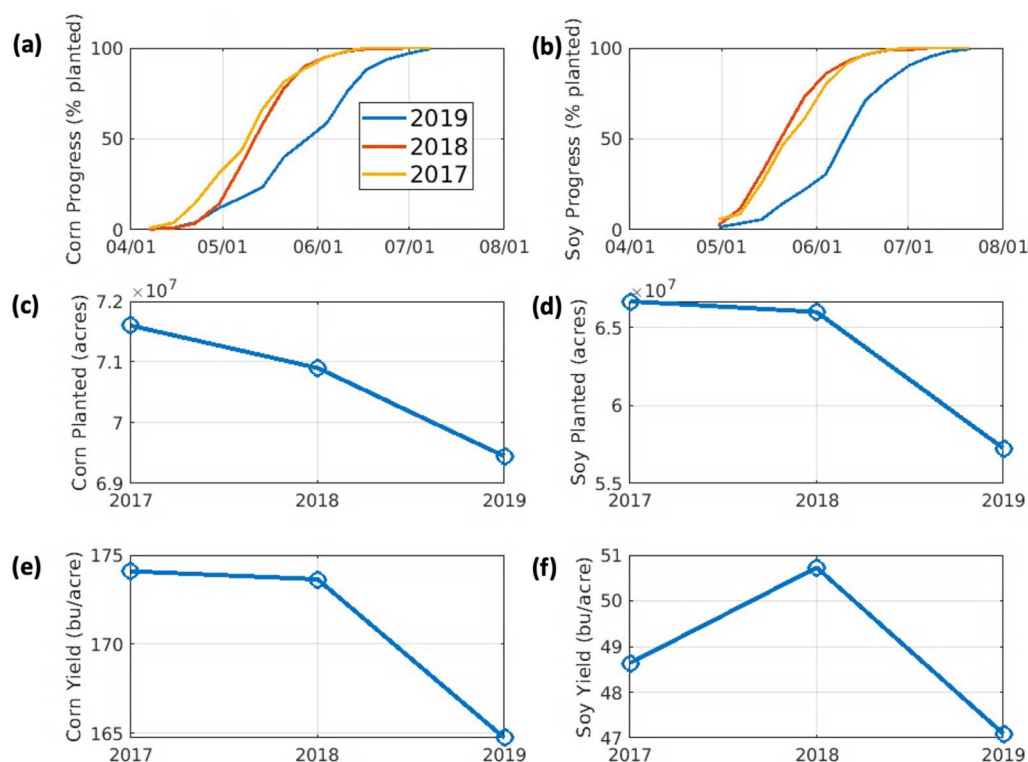 (a)
Corn Progress (% planted)
100
50
0
04/01 05/01 06/01 07/01 08/01
2019
2018
2017
(b)
Soy Progress (% planted)
100
50
0
04/01 05/01 06/01 07/01 08/01
(c)
Corn Planted (acres)
×10⁷
7.2
7.1
7
6.9
2017 2018 2019
(d)
Soy Planted (acres)
×10⁷
6.5
6
5.5
2017 2018 2019
(e)
Corn Yield (bu/acre)
175
170
165
2017 2018 2019
(f)
Soy Yield (bu/acre)
51
50
49
48
47
2017 2018 2019